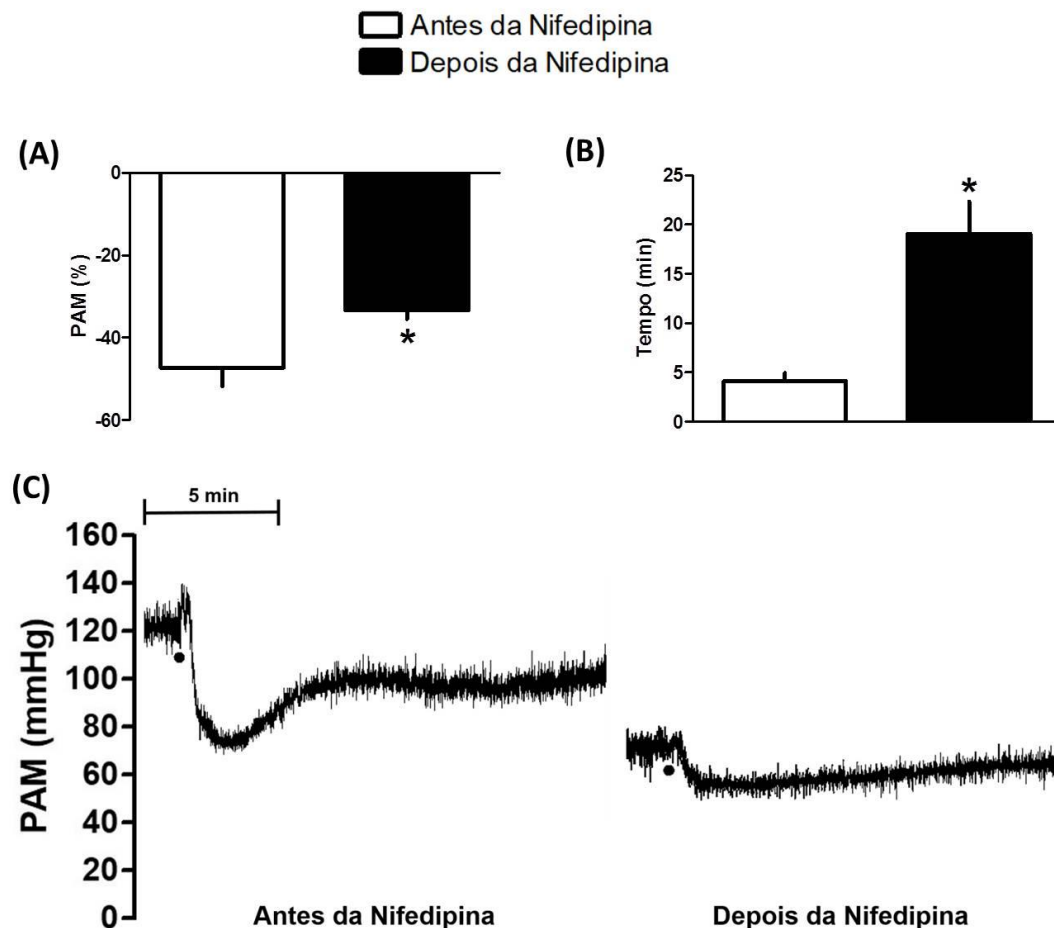 Antes da Nifedipina
Depois da Nifedipina
(A)
PAM (%)
0
-20
-40
-60
*
(B)
Tempo (min)
25
20
15
10
5
0
*
(C)
5 min
PAM (mmHg)
160
140
120
100
80
60
40
20
0
Antes da Nifedipina
Depois da Nifedipina